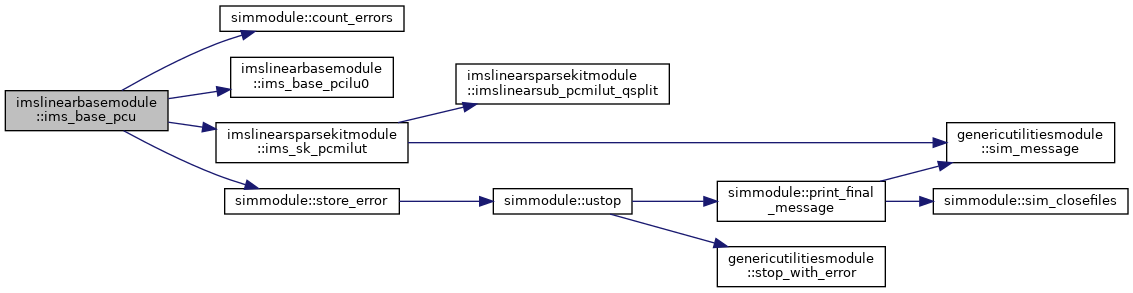 imslinearbasemodule
::ims_base_pcu
simmodule::count_errors
imslinearbasemodule
::ims_base_pcilu0
imslinearsparsekitmodule
::ims_sk_pcmilut
simmodule::store_error
imslinearsparsekitmodule
::imslinearsub_pcmilut_qsplit
simmodule::ustop
simmodule::print_final
_message
genericutilitiesmodule
::stop_with_error
genericutilitiesmodule
::sim_message
simmodule::sim_closefiles